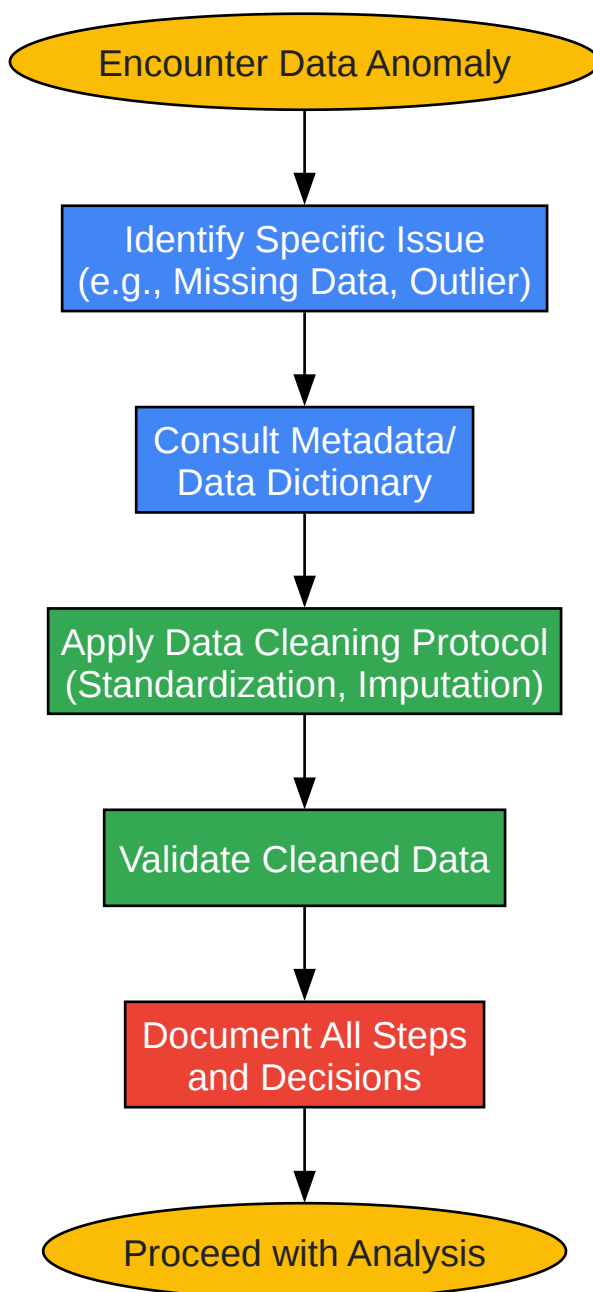 Encounter Data Anomaly
Identify Specific Issue
(e.g., Missing Data, Outlier)
Consult Metadata/
Data Dictionary
Apply Data Cleaning Protocol
(Standardization, Imputation)
Validate Cleaned Data
Document All Steps
and Decisions
Proceed with Analysis